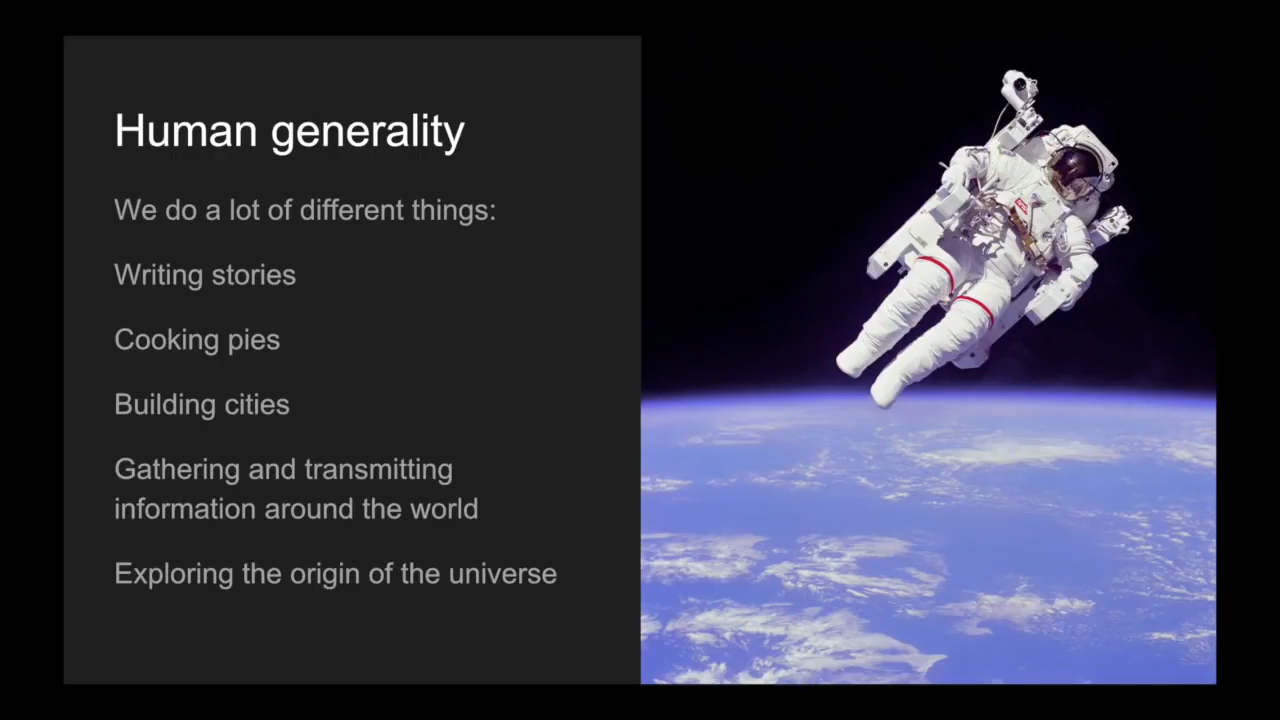 Human generality
We do a lot of different things:
Writing stories
Cooking pies
Building cities
Gathering and transmitting
information around the world
Exploring the origin of the universe